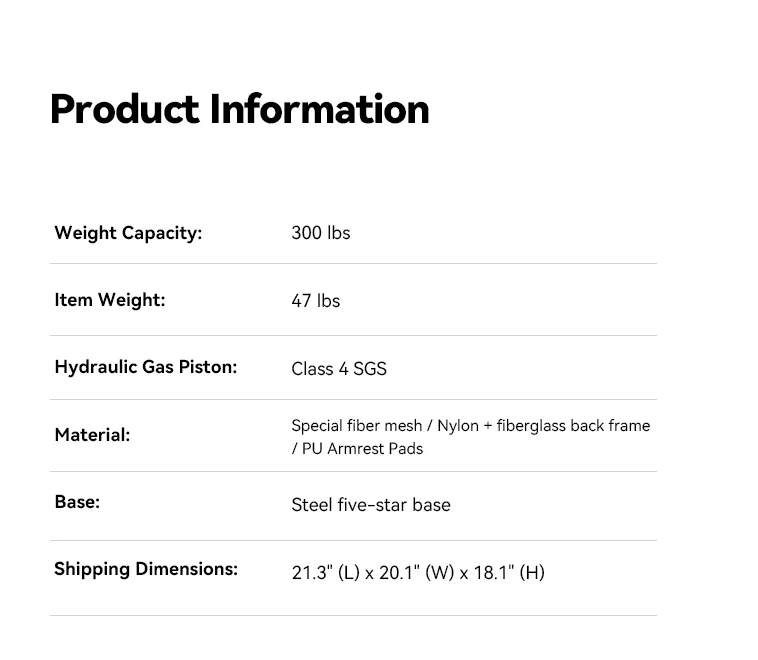 Product Information
Weight Capacity: 300 lbs
Item Weight: 47 lbs
Hydraulic Gas Piston: Class 4 SGS
Material: Special fiber mesh / Nylon + fiberglass back frame
/ PU Armrest Pads
Base: Steel five-star base
Shipping Dimensions: 21.3" (L) x 20.1" (W) x 18.1" (H)